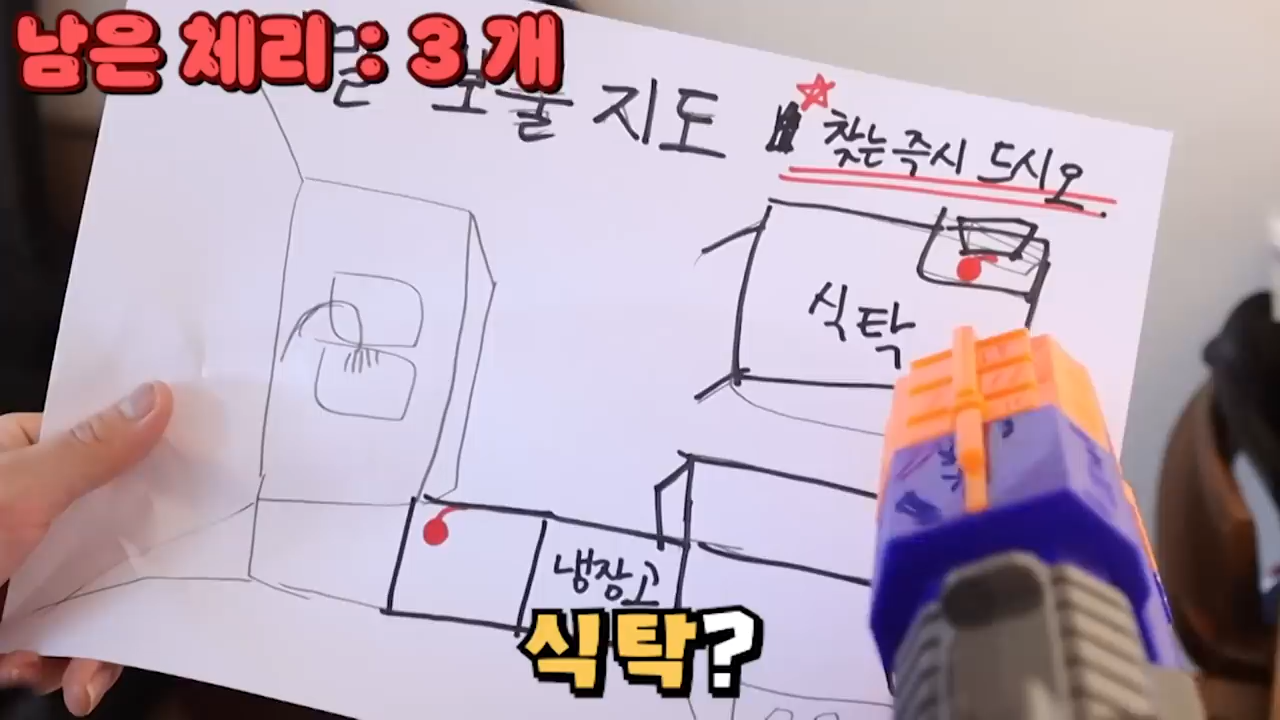 남은 체리 : 3개
보물 지도
찾는 즉시 드시오
식탁
냉장고
식탁?